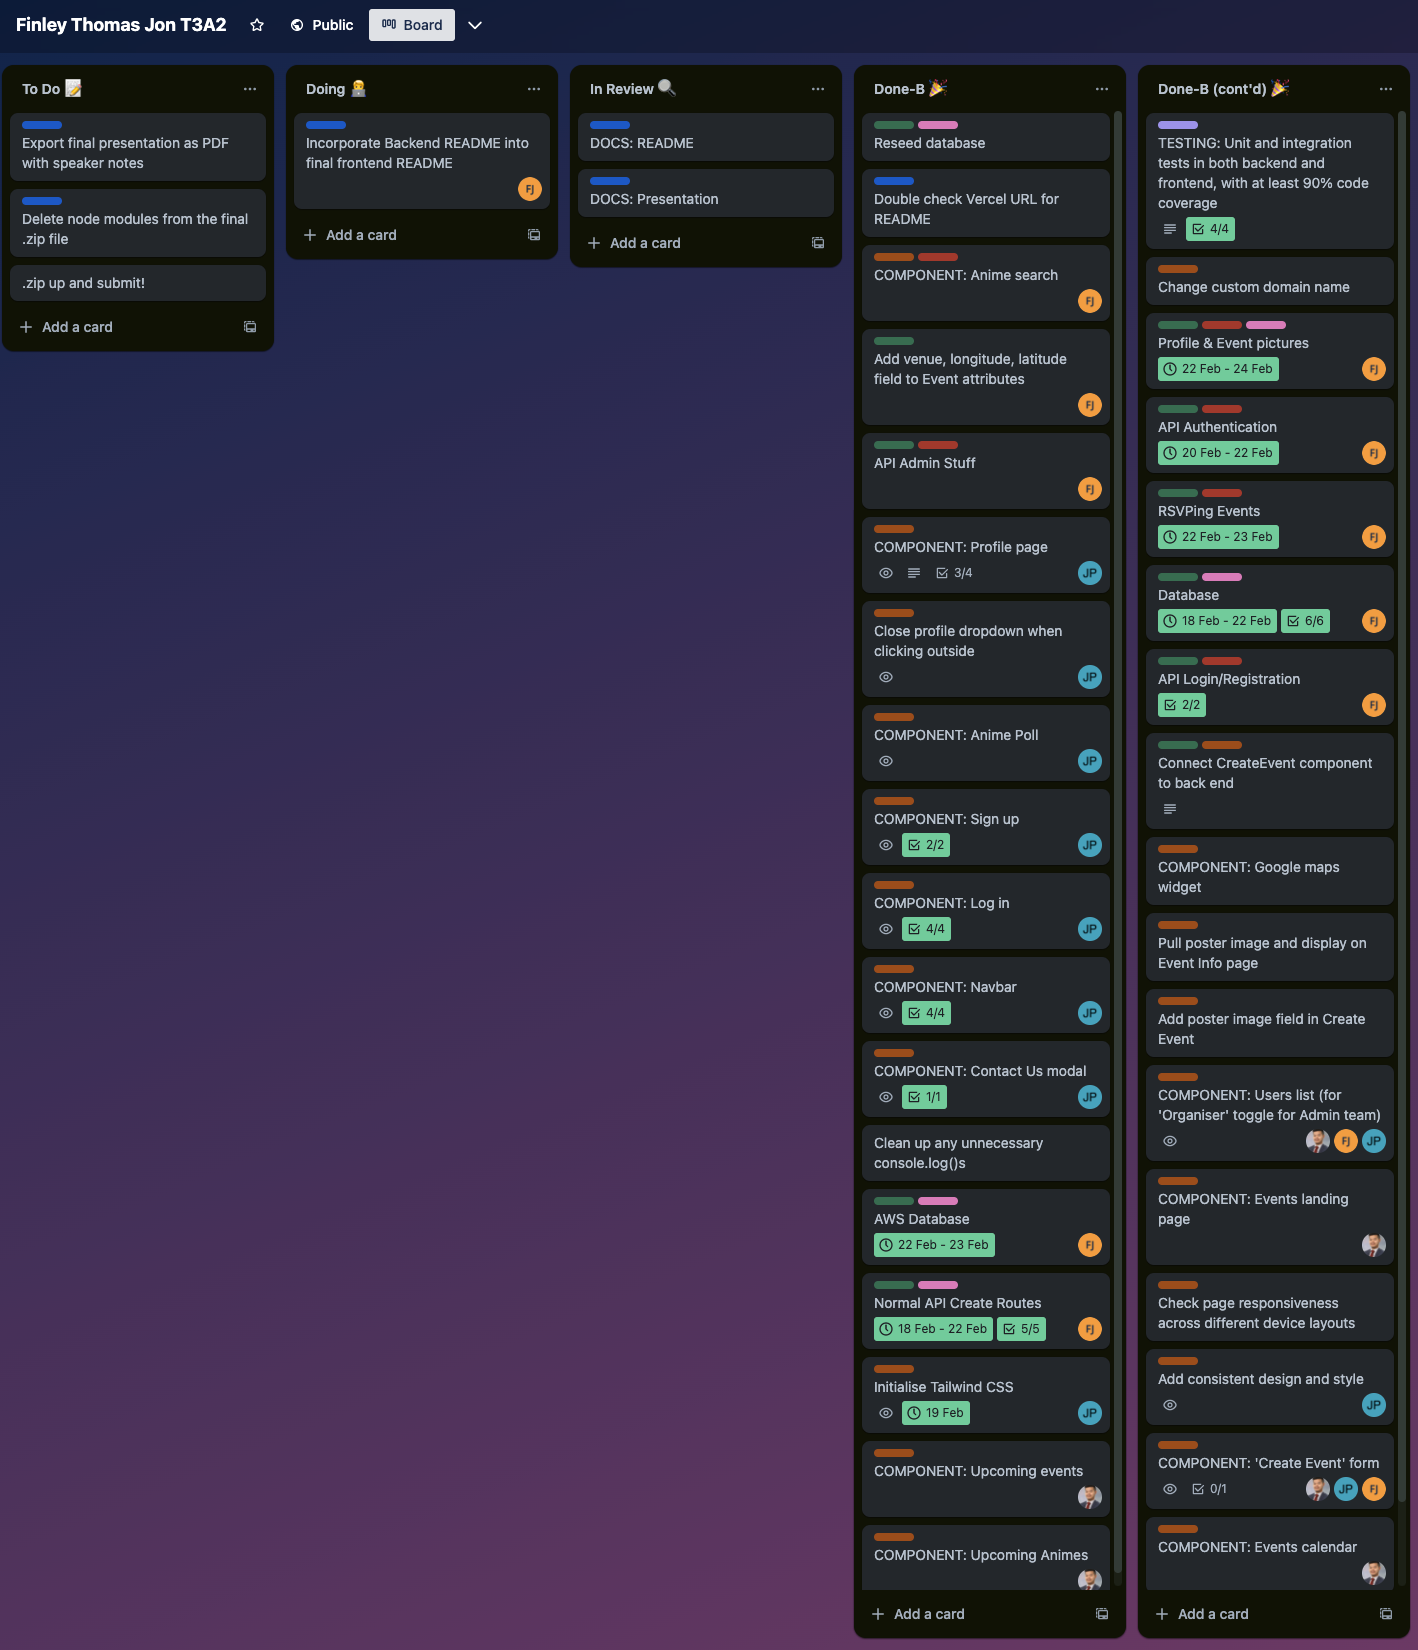 Finley Thomas Jon T3A2
Public
Board
To Do 📝
Export final presentation as PDF
with speaker notes
Delete node modules from the final
.zip file
.zip up and submit!
Add a card
Doing 👨‍💻
Incorporate Backend README into
final frontend README
FJ
Add a card
In Review 🔍
DOCS: README
DOCS: Presentation
Add a card
Done-B 🎉
Reseed database
Double check Vercel URL for
README
COMPONENT: Anime search
FJ
Add venue, longitude, latitude
field to Event attributes
FJ
API Admin Stuff
FJ
COMPONENT: Profile page
3/4
JP
Close profile dropdown when
clicking outside
JP
COMPONENT: Anime Poll
JP
COMPONENT: Sign up
2/2
JP
COMPONENT: Log in
4/4
JP
COMPONENT: Navbar
4/4
JP
COMPONENT: Contact Us modal
1/1
JP
Clean up any unnecessary
console.log()s
AWS Database
22 Feb - 23 Feb
FJ
Normal API Create Routes
18 Feb - 22 Feb
5/5
FJ
Initialise Tailwind CSS
19 Feb
JP
COMPONENT: Upcoming events
COMPONENT: Upcoming Animes
Add a card
Done-B (cont'd) 🎉
TESTING: Unit and integration
tests in both backend and
frontend, with at least 90% code
coverage
4/4
Change custom domain name
Profile & Event pictures
22 Feb - 24 Feb
FJ
API Authentication
20 Feb - 22 Feb
FJ
RSVPing Events
22 Feb - 23 Feb
FJ
Database
18 Feb - 22 Feb
6/6
FJ
API Login/Registration
2/2
FJ
Connect CreateEvent component
to back end
COMPONENT: Google maps
widget
Pull poster image and display on
Event Info page
Add poster image field in Create
Event
COMPONENT: Users list (for
'Organiser' toggle for Admin team)
FJ
JP
COMPONENT: Events landing
page
Check page responsiveness
across different device layouts
Add consistent design and style
JP
COMPONENT: 'Create Event' form
0/1
JP
FJ
COMPONENT: Events calendar
Add a card